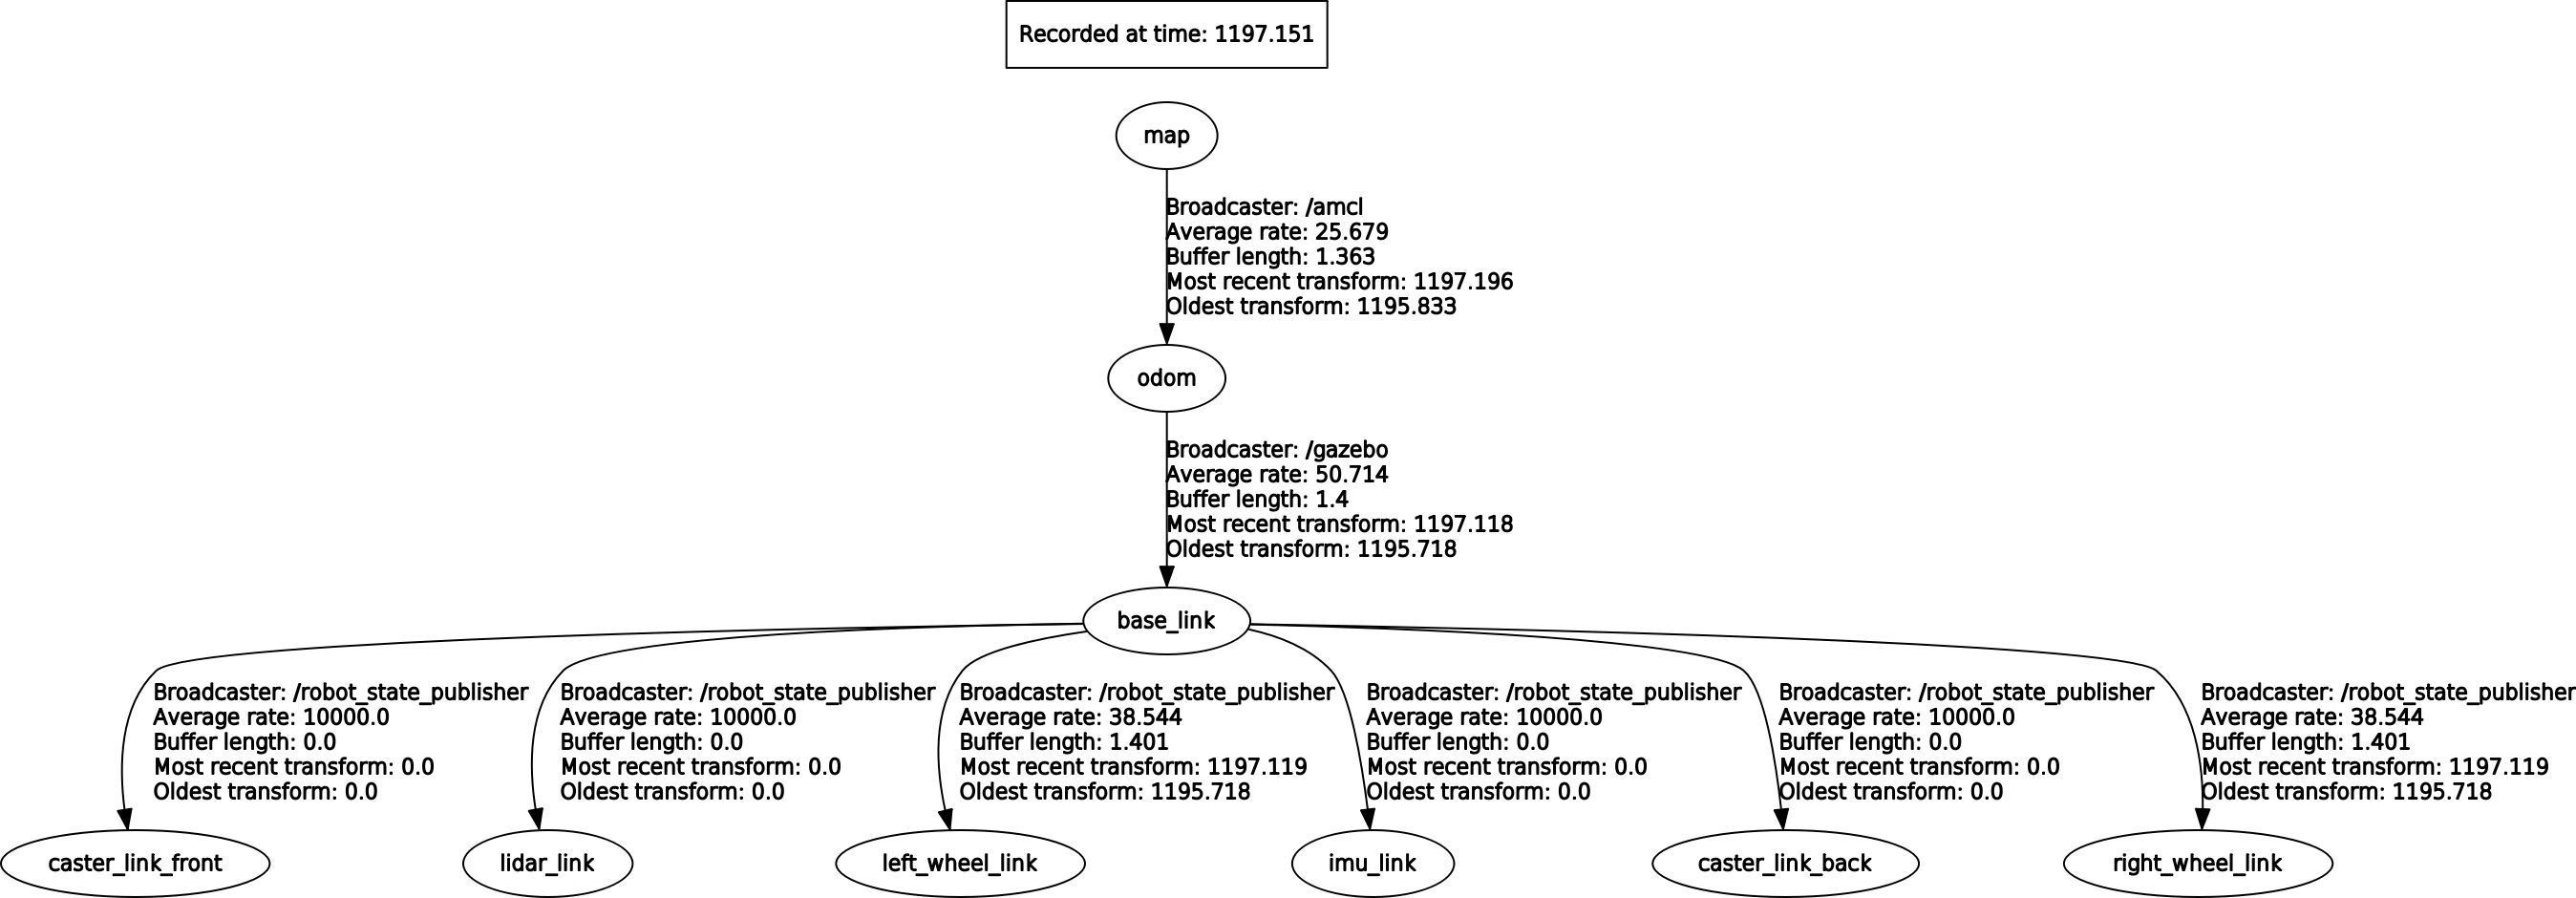 Recorded at time: 1197.151
map
Broadcaster: /amcl
Average rate: 25.679
Buffer length: 1.363
Most recent transform: 1197.196
Oldest transform: 1195.833
odom
Broadcaster: /gazebo
Average rate: 50.714
Buffer length: 1.4
Most recent transform: 1197.118
Oldest transform: 1195.718
base_link
Broadcaster: /robot_state_publisher
Average rate: 10000.0
Buffer length: 0.0
Most recent transform: 0.0
Oldest transform: 0.0
Broadcaster: /robot_state_publisher
Average rate: 10000.0
Buffer length: 0.0
Most recent transform: 0.0
Oldest transform: 0.0
Broadcaster: /robot_state_publisher
Average rate: 38.544
Buffer length: 1.401
Most recent transform: 1197.119
Oldest transform: 1195.718
Broadcaster: /robot_state_publisher
Average rate: 10000.0
Buffer length: 0.0
Most recent transform: 0.0
Oldest transform: 0.0
Broadcaster: /robot_state_publisher
Average rate: 10000.0
Buffer length: 0.0
Most recent transform: 0.0
Oldest transform: 0.0
Broadcaster: /robot_state_publisher
Average rate: 38.544
Buffer length: 1.401
Most recent transform: 1197.119
Oldest transform: 1195.718
caster_link_front
lidar_link
left_wheel_link
imu_link
caster_link_back
right_wheel_link